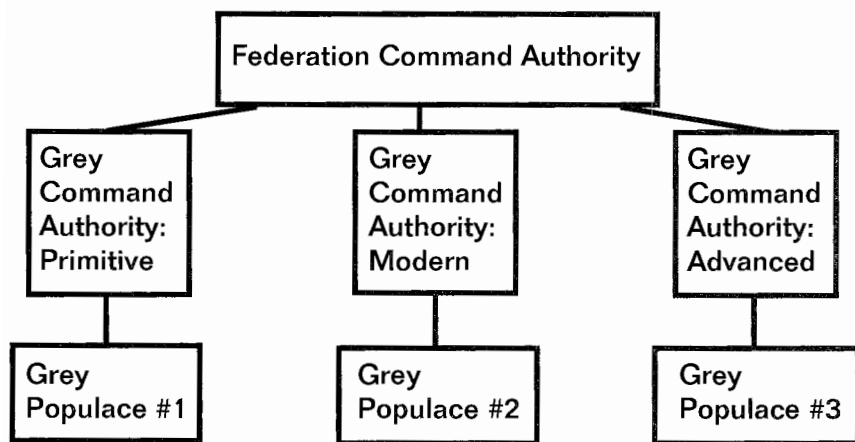 Federation Command Authority
Grey
Command
Authority:
Primitive
Grey
Command
Authority:
Modern
Grey
Command
Authority:
Advanced
Grey
Populace #1
Grey
Populace #2
Grey
Populace #3